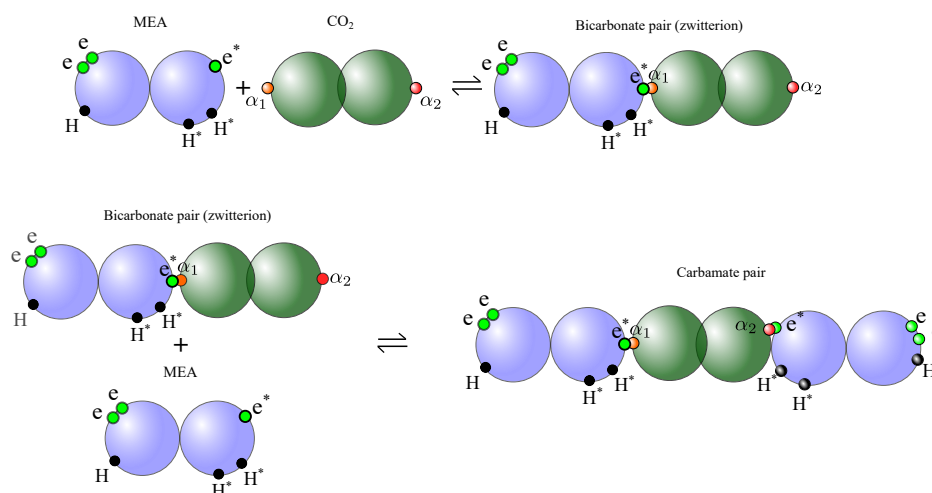 MEA
CO₂
Bicarbonate pair (zwitterion)
e
e
e*
+
α₁
α₂
H
H*
H*
⇌
e
e
e*
α₁
α₂
H
H*
H*
Bicarbonate pair (zwitterion)
e
e
e*
α₁
α₂
H
H*
H*
+
MEA
e
e
e*
H
H*
H*
⇌
Carbamate pair
e
e
e*
α₁
α₂
e*
e
H
H*
H*
H*
H*
H